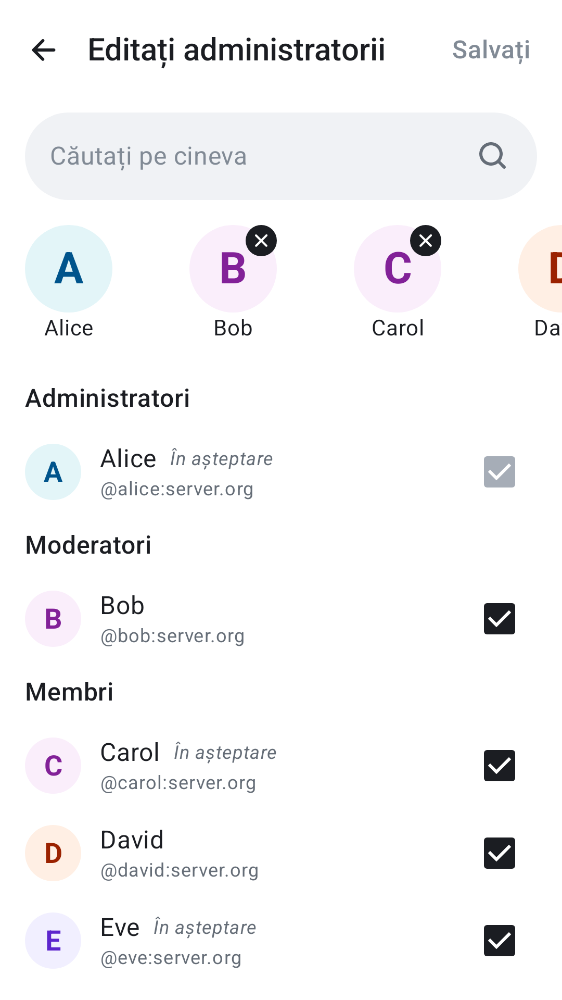 Editați administratorii
Salvați
Căutați pe cineva
A
B
C
Alice
Bob
Carol
Da
Administratori
A
Alice În așteptare
@alice:server.org
Moderatori
B
Bob
@bob:server.org
Membri
C
Carol În așteptare
@carol:server.org
D
David
@david:server.org
E
Eve În așteptare
@eve:server.org